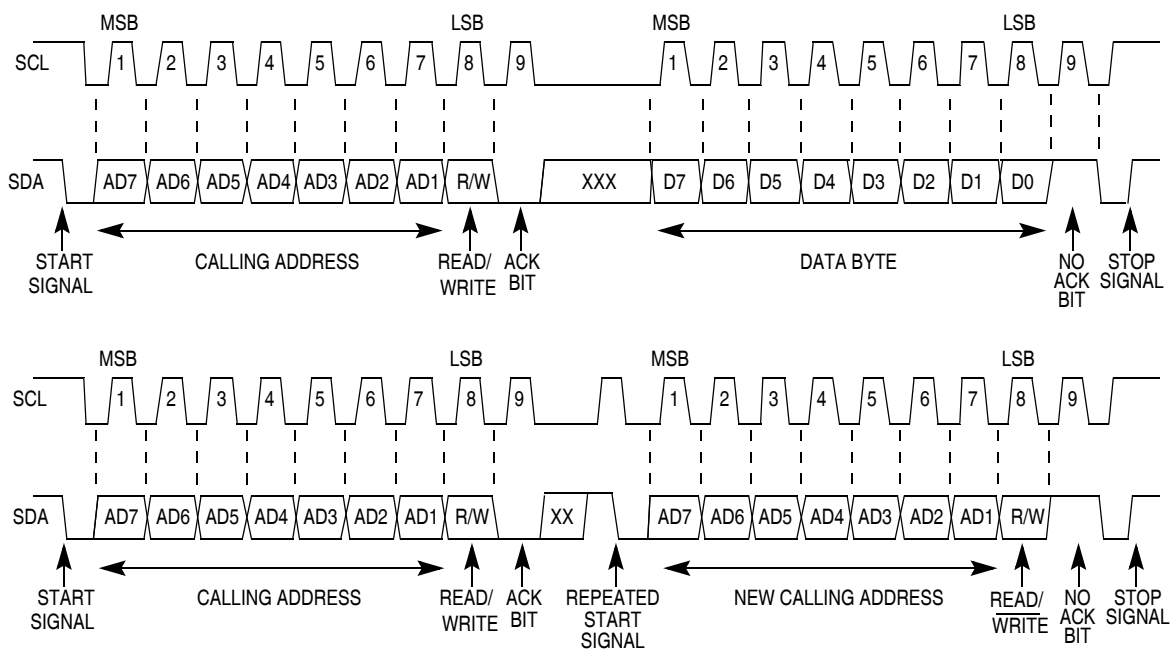 MSB LSB MSB LSB
SCL 1 2 3 4 5 6 7 8 9 1 2 3 4 5 6 7 8 9
SDA AD7 AD6 AD5 AD4 AD3 AD2 AD1 R/W XXX D7 D6 D5 D4 D3 D2 D1 D0
START SIGNAL
CALLING ADDRESS
READ/
WRITE
ACK
BIT
DATA BYTE
NO
ACK
BIT
STOP
SIGNAL
MSB LSB MSB LSB
SCL 1 2 3 4 5 6 7 8 9 1 2 3 4 5 6 7 8 9
SDA AD7 AD6 AD5 AD4 AD3 AD2 AD1 R/W XX AD7 AD6 AD5 AD4 AD3 AD2 AD1 R/W
START
SIGNAL
CALLING ADDRESS
READ/
WRITE
ACK
BIT
REPEATED
START
SIGNAL
NEW CALLING ADDRESS
READ/
WRITE
NO
ACK
BIT
STOP
SIGNAL